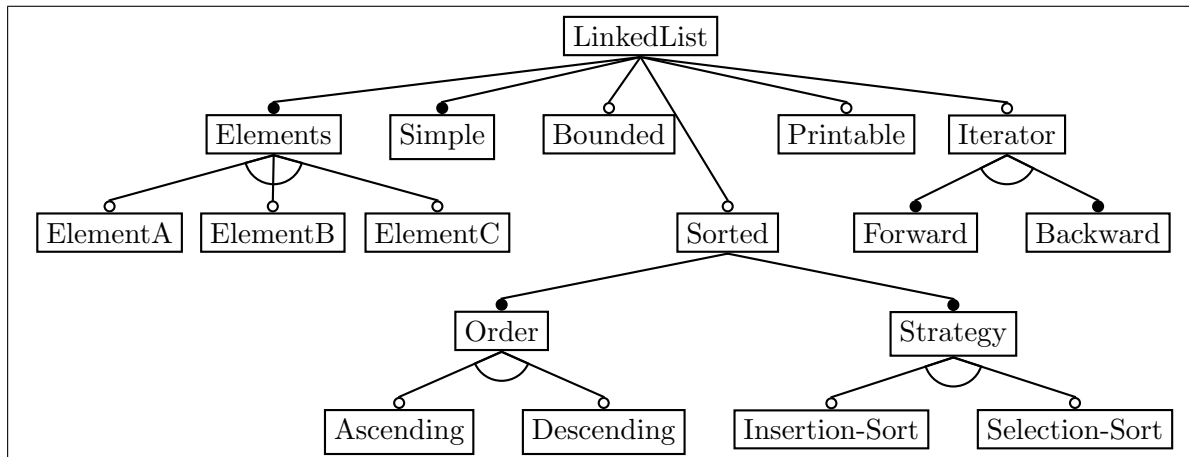 LinkedList
Elements
Simple
Bounded
Printable
Iterator
ElementA
ElementB
ElementC
Sorted
Forward
Backward
Order
Strategy
Ascending
Descending
Insertion-Sort
Selection-Sort